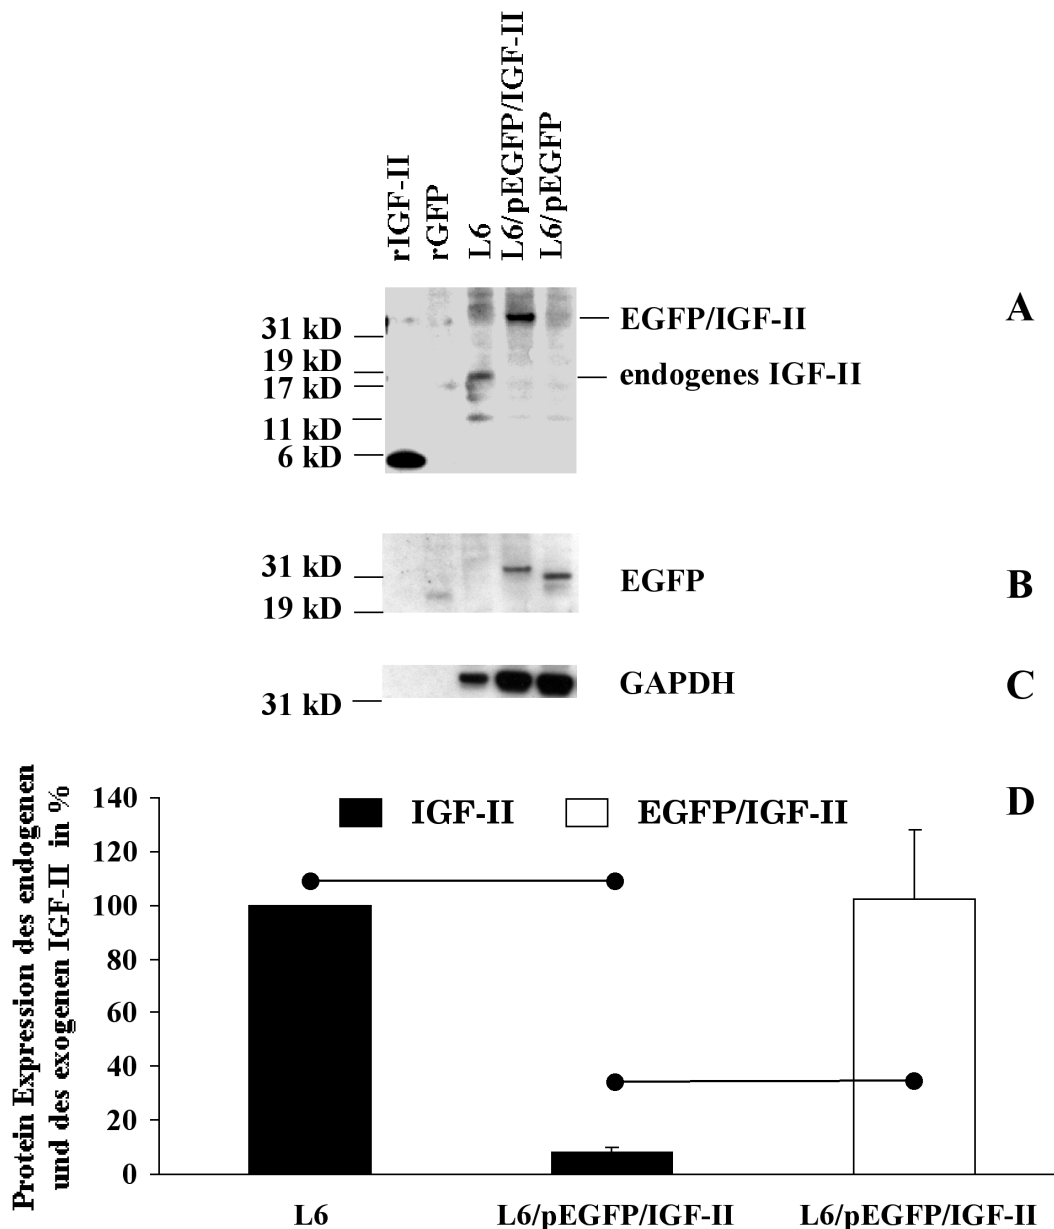 rIGF-II
rGFP
L6
L6/pEGFP/IGF-II
L6/pEGFP
A
31 kD
19 kD
17 kD
11 kD
6 kD
EGFP/IGF-II
endogenes IGF-II
31 kD
19 kD
EGFP
B
31 kD
GAPDH
C
D
Protein Expression des endogenen
und des exogenen IGF-II in %
IGF-II
EGFP/IGF-II
140
120
100
80
60
40
20
0
L6
L6/pEGFP/IGF-II
L6/pEGFP/IGF-II